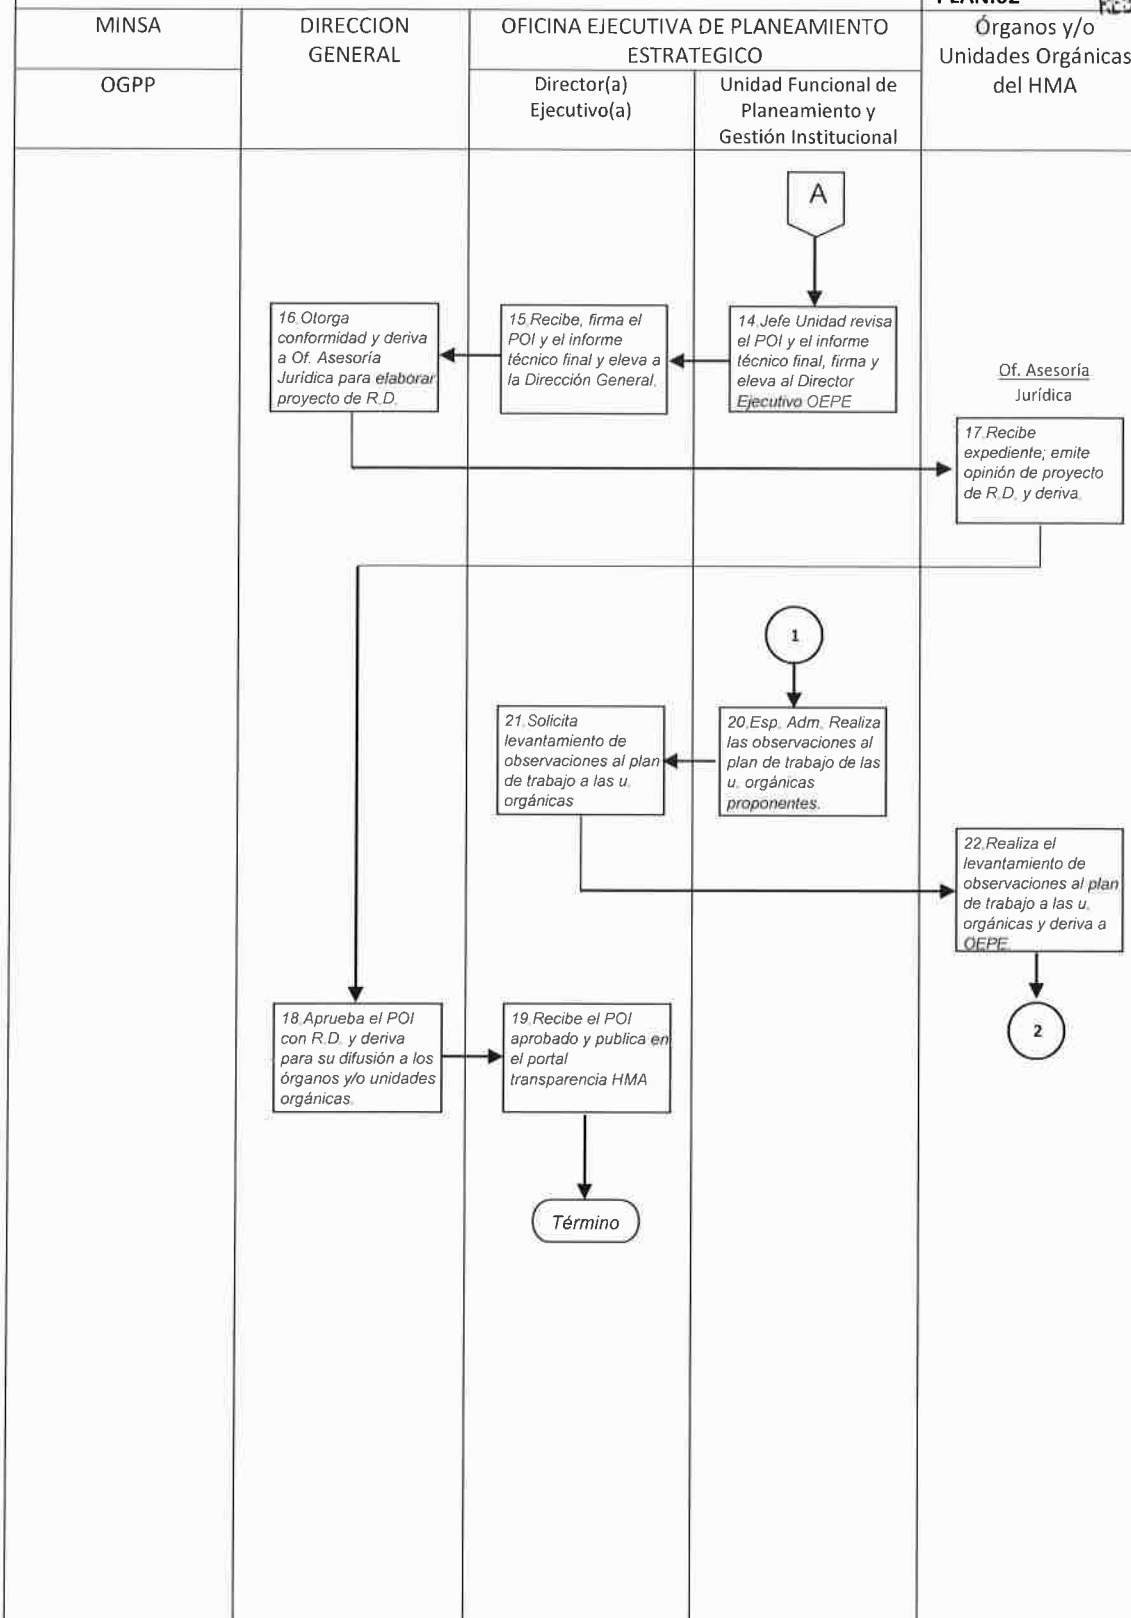 PLAN.02
MINSA
DIRECCION
GENERAL
OFICINA EJECUTIVA DE PLANEAMIENTO
ESTRATEGICO
Órganos y/o
Unidades Orgánicas
del HMA
OGPP
Director(a)
Ejecutivo(a)
Unidad Funcional de
Planeamiento y
Gestión Institucional
A
16.Otorga
conformidad y deriva
a Of. Asesoría
Jurídica para elaborar
proyecto de R.D.
15.Recibe, firma el
POI y el informe
técnico final y eleva a
la Dirección General.
14.Jefe Unidad revisa
el POI y el informe
técnico final, firma y
eleva al Director
Ejecutivo OEPE
Of. Asesoría
Jurídica
17.Recibe
expediente; emite
opinión de proyecto
de R.D. y deriva.
1
21.Solicita
levantamiento de
observaciones al plan
de trabajo a las u.
orgánicas
20.Esp. Adm. Realiza
las observaciones al
plan de trabajo de las
u. orgánicas
proponentes.
22.Realiza el
levantamiento de
observaciones al plan
de trabajo a las u.
orgánicas y deriva a
OEPE.
2
18.Aprueba el POI
con R.D. y deriva
para su difusión a los
órganos y/o unidades
orgánicas.
19.Recibe el POI
aprobado y publica en
el portal
transparencia HMA
Término